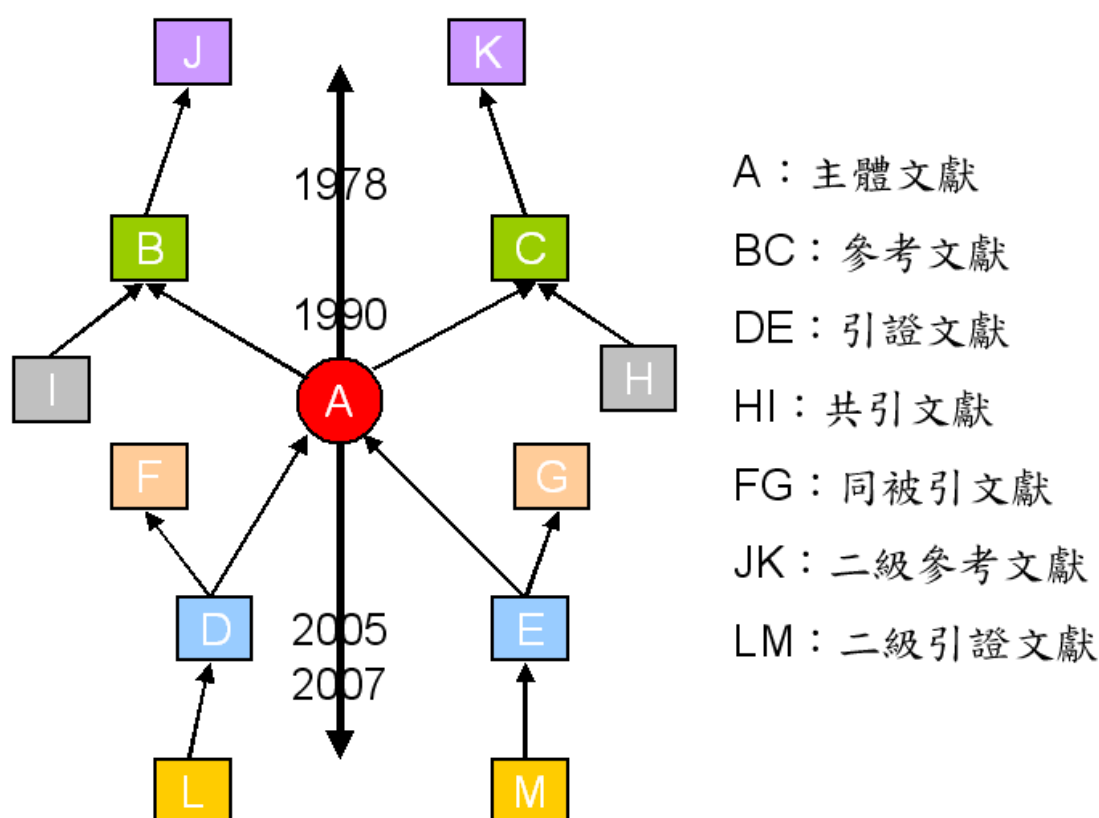 J
K
1978
B
C
1990
I
A
H
F
G
D
2005
E
2007
L
M
A：主體文獻
BC：參考文獻
DE：引證文獻
HI：共引文獻
FG：同被引文獻
JK：二級參考文獻
LM：二級引證文獻